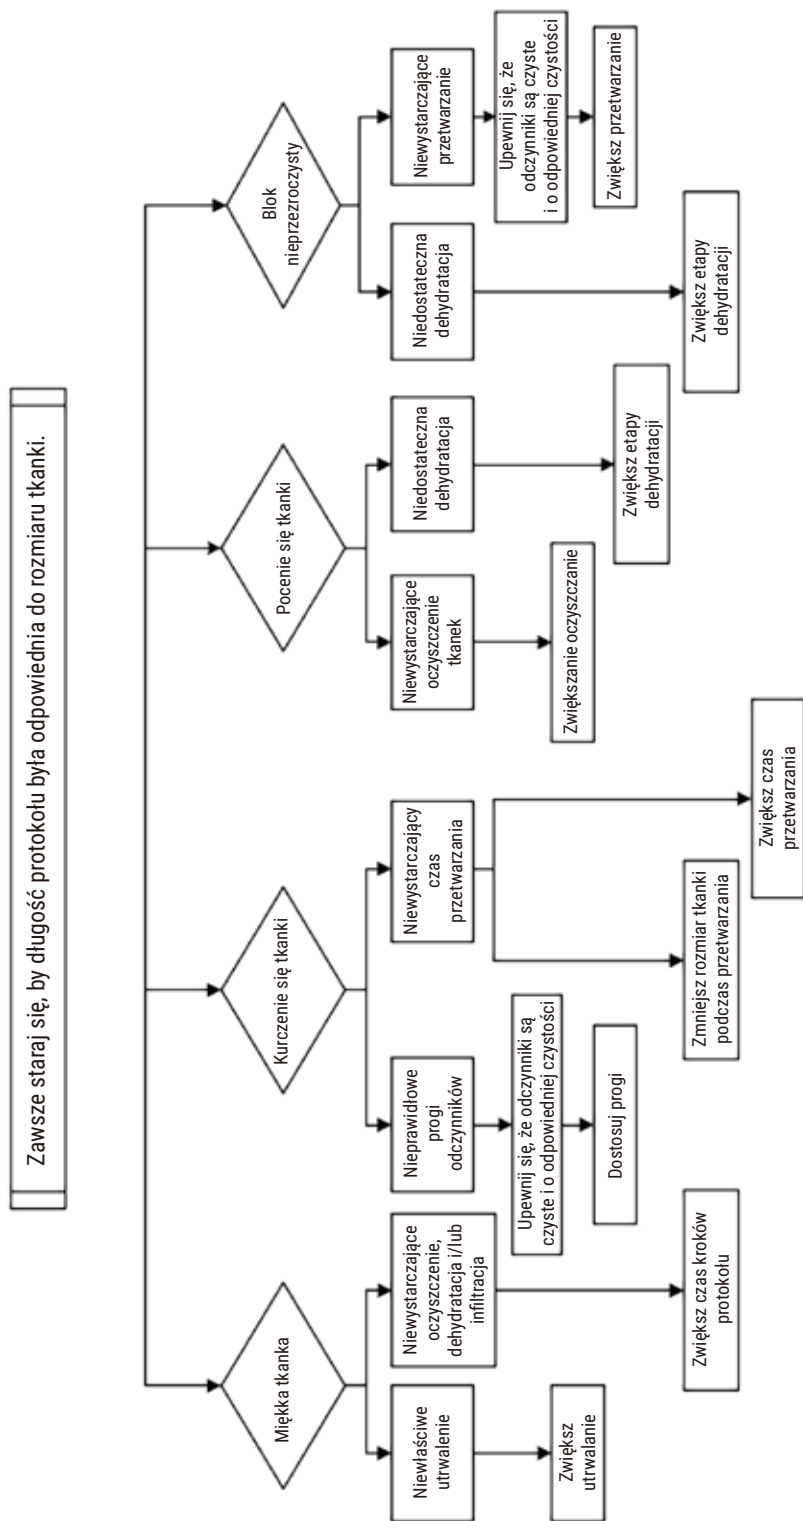 Zawsze staraj się, by długość protokołu była odpowiednia do rozmiaru tkanki.
Miękka tkanka
Niewłaściwe
utrwalenie
Zwiększ
utrwalanie
Niewystarczające
oczyszczenie,
dehydratacja i/lub
infiltracja
Zwiększ czas kroków
protokołu
Kurczenie się tkanki
Nieprawidłowe
progi
odczynników
Upewnij się, że odczynniki są
czyste i o odpowiedniej czystości
Dostosuj progi
Niewystarczający
czas
przetwarzania
Zmniejsz rozmiar tkanki
podczas przetwarzania
Zwiększ czas
przetwarzania
Pocenie się tkanki
Niewystarczające
oczyszczenie
tkanek
Zwiększanie oczyszczanie
Niedostateczna
dehydratacja
Zwiększ etapy
dehydratacji
Blok
nieprzezroczysty
Niedostateczna
dehydratacja
Zwiększ etapy
dehydratacji
Niewystarczające
przetwarzanie
Upewnij się, że
odczynniki są czyste
i o odpowiedniej czystości
Zwiększ przetwarzanie